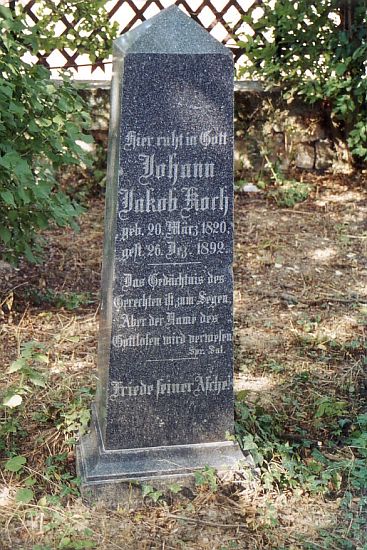 Hier ruht in Gott
Johann
Jakob Koch
geb. 20. März 1820,
gest. 26. Dez. 1892.
Das Gedächtnis des
Gerechten ist zum Segen,
Aber der Name des
Gottlosen wird verwesen.
Spr. Sal.
Friede seiner Asche!